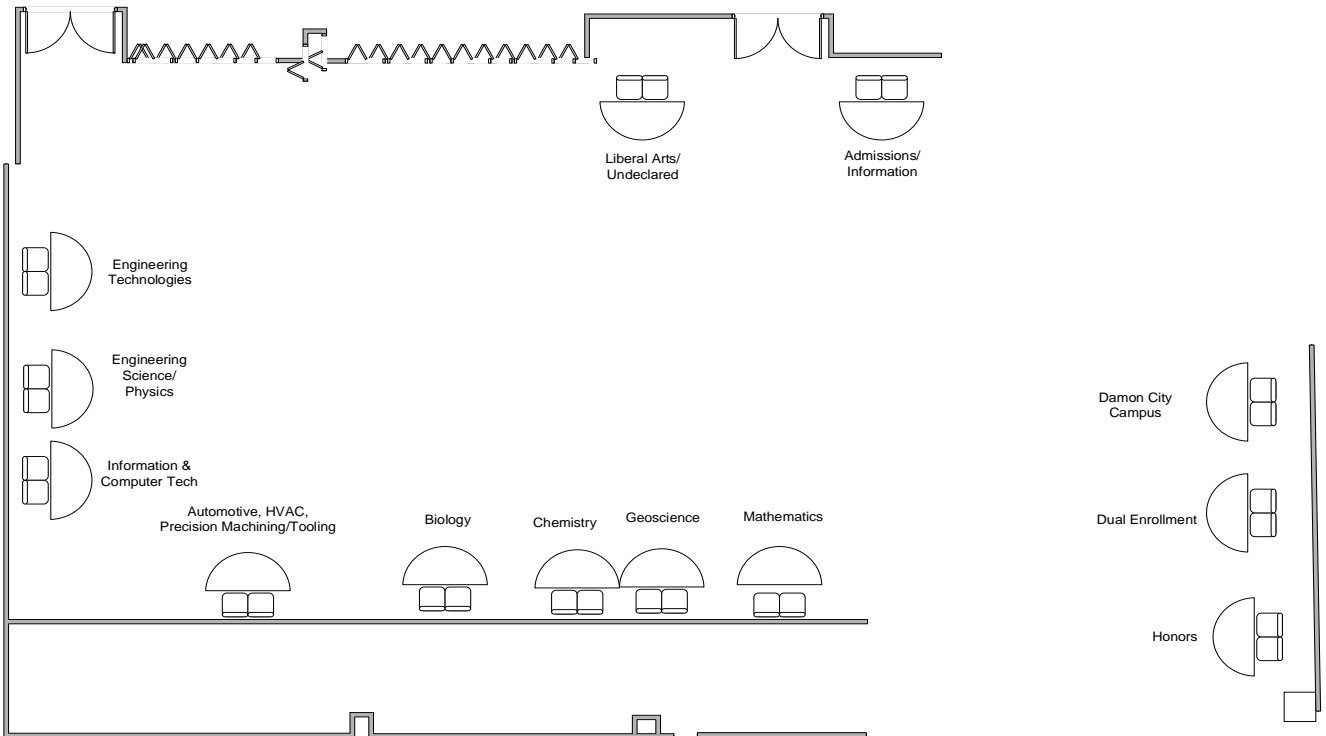 Liberal Arts/
Undeclared
Admissions/
Information
Engineering
Technologies
Engineering
Science/
Physics
Information &
Computer Tech
Automotive, HVAC,
Precision Machining/Tooling
Biology
Chemistry
Geoscience
Mathematics
Damon City
Campus
Dual Enrollment
Honors